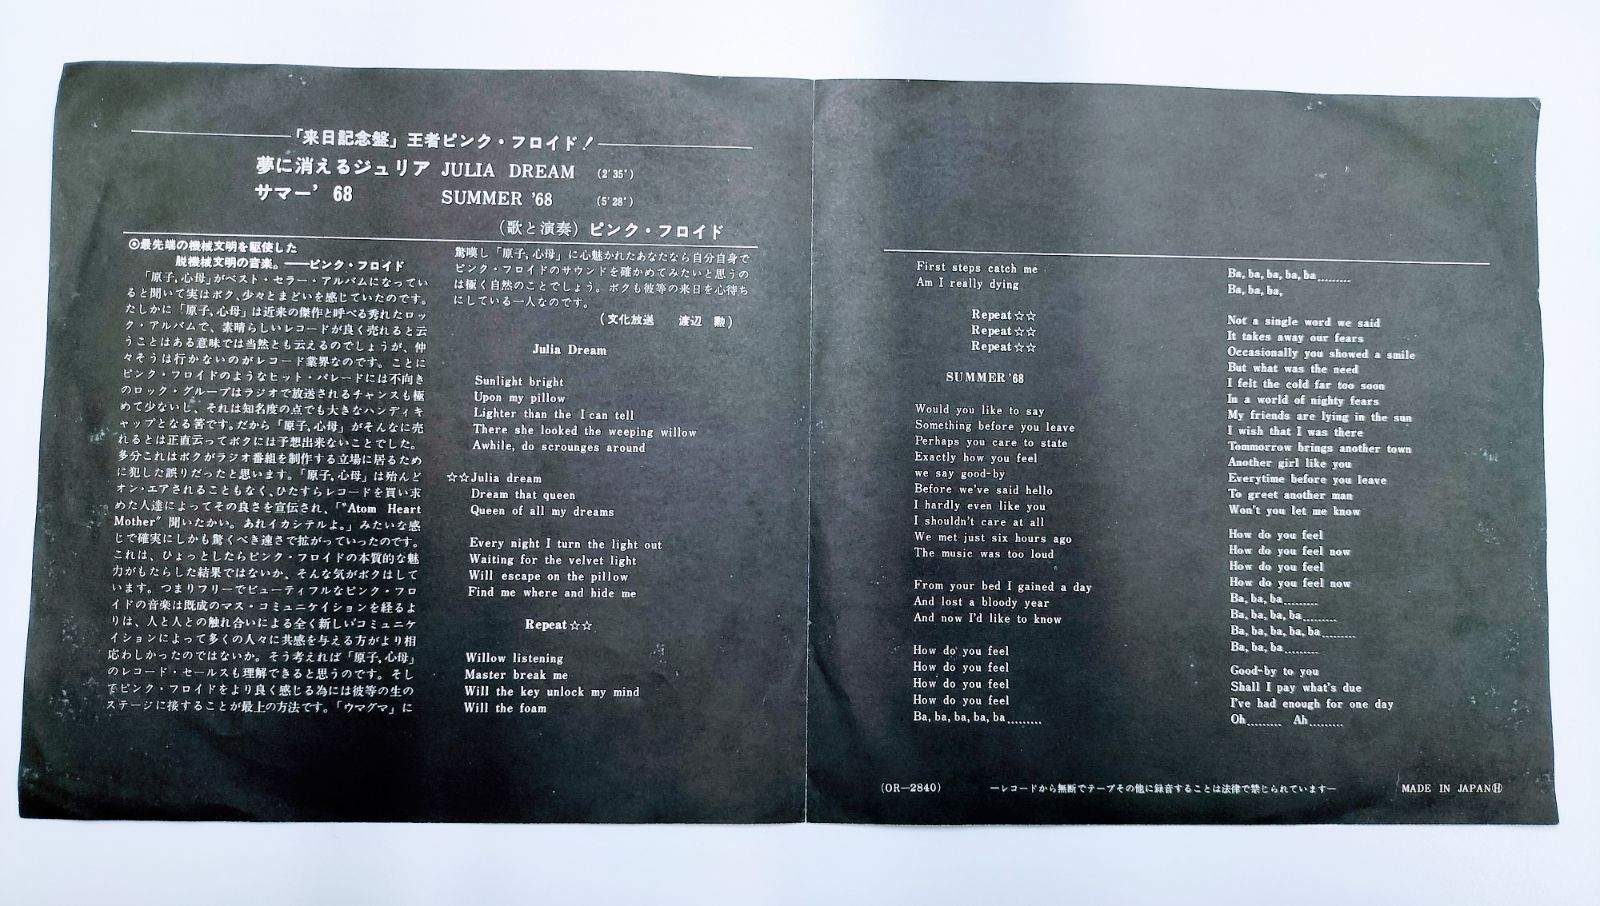 「来日記念盤」王者ピンク・フロイド!
夢に消えるジュリア JULIA DREAM (2'35")
サマー'68 SUMMER '68 (5'28")
(歌と演奏) ピンク・フロイド
◉最先端の機械文明を駆使した
脱機械文明の音楽。——ピンク・フロイド
「原子,心母」がベスト・セラー・アルバムになってい
ると聞いて実はボク、少々とまどいを感じていたのです。
たしかに「原子,心母」は近来の傑作と呼べる秀れたロッ
ク・アルバムで、素晴らしいレコードが良く売れると云
うことはある意味では当然とも云えるのでしょうが、仲
々そうは行かないのがレコード業界なのです。ことに
ピンク・フロイドのようなヒット・パレードには不向き
のロック・グループはラジオで放送されるチャンスも極
めて少ないし、それは知名度の点でも大きなハンディキ
ャップとなる筈です。だから「原子,心母」がそんなに売
れるとは正直云ってボクには予想出来ないことでした。
多分これはボクがラジオ番組を制作する立場に居るため
に犯した誤りだったと思います。「原子,心母」は殆んど
オン・エアされることもなく、ひたすらレコードを買い求
めた人達によってその良さを宣伝され、「"Atom Heart
Mother" 聞いたかい。あれイカシテルよ。」みたいな感
じで確実にしかも驚くべき速さで拡がっていったのです。
これは、ひょっとしたらピンク・フロイドの本質的な魅
力がもたらした結果ではないか、そんな気がボクはして
います。つまりフリーでビューティフルなピンク・フロ
イドの音楽は既成のマス・コミュニケイションを経るよ
りは、人と人との触れ合いによる全く新しいコミュニケ
イションによって多くの人々に共感を与える方がより相
応わしかったのではないか。そう考えれば「原子,心母」
のレコード・セールスも理解できると思うのです。そし
てピンク・フロイドをより良く感じる為には彼等の生の
ステージに接することが最上の方法です。「ウマグマ」に
驚嘆し「原子,心母」に心魅かれたあなたなら自分自身で
ピンク・フロイドのサウンドを確かめてみたいと思うの
は極く自然のことでしょう。ボクも彼等の来日を心待ち
にしている一人なのです。
(文化放送 渡辺 勲)
Julia Dream
Sunlight bright
Upon my pillow
Lighter than the I can tell
There she looked the weeping willow
Awhile, do scrounges around
☆☆Julia dream
Dream that queen
Queen of all my dreams
Every night I turn the light out
Waiting for the velvet light
Will escape on the pillow
Find me where and hide me
Repeat☆☆
Willow listening
Master break me
Will the key unlock my mind
Will the foam
First steps catch me
Am I really dying
Repeat☆☆
Repeat☆☆
Repeat☆☆
SUMMER '68
Would you like to say
Something before you leave
Perhaps you care to state
Exactly how you feel
we say good-by
Before we've said hello
I hardly even like you
I shouldn't care at all
We met just six hours ago
The music was too loud
From your bed I gained a day
And lost a bloody year
And now I'd like to know
How do you feel
How do you feel
How do you feel
How do you feel
Ba, ba, ba, ba, ba.........
Ba, ba, ba, ba, ba.........
Ba, ba, ba,
Not a single word we said
It takes away our fears
Occasionally you showed a smile
But what was the need
I felt the cold far too soon
In a world of nighty fears
My friends are lying in the sun
I wish that I was there
Tommorrow brings another town
Another girl like you
Everytime before you leave
To greet another man
Won't you let me know
How do you feel
How do you feel now
How do you feel
How do you feel now
Ba, ba, ba.........
Ba, ba, ba, ba.........
Ba, ba, ba, ba, ba.........
Ba, ba, ba, ba.........
Good-by to you
Shall I pay what's due
I've had enough for one day
Oh......... Ah.........
(OR—2840) —レコードから無断でテープその他に録音することは法律で禁じられています— MADE IN JAPAN Ⓗ